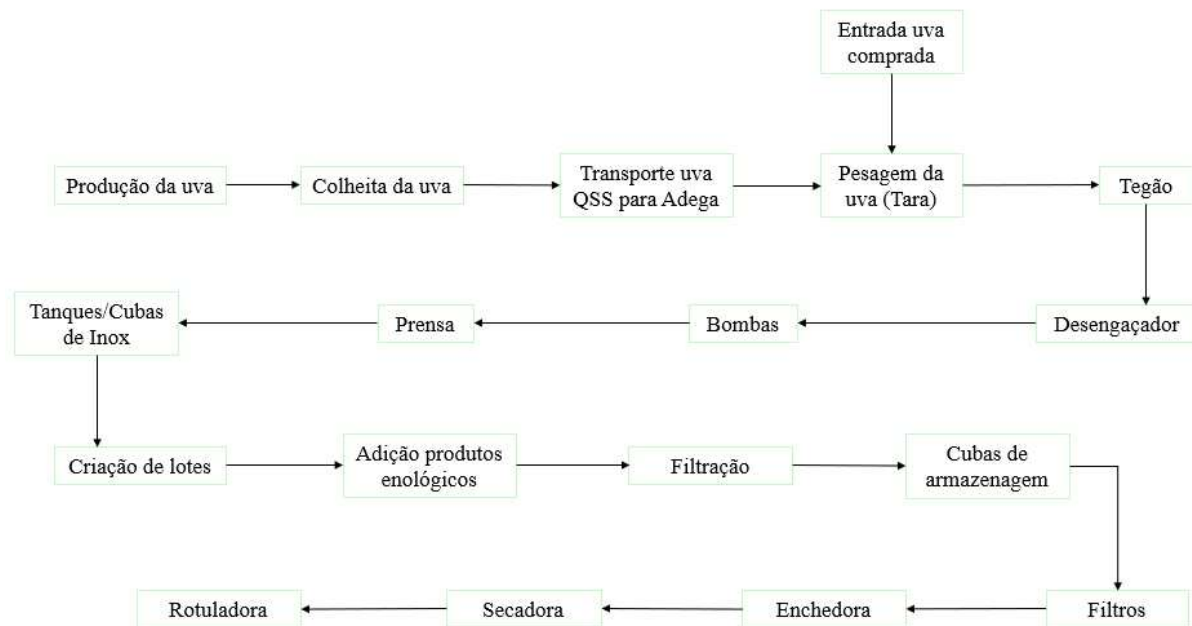 Entrada uva
comprada
Produção da uva
Colheita da uva
Transporte uva
QSS para Adega
Pesagem da
uva (Tara)
Tegão
Desengaçador
Bombas
Prensa
Tanques/Cubas
de Inox
Criação de lotes
Adição produtos
enológicos
Filtração
Cubas de
armazenagem
Filtros
Enchedora
Secadora
Rotuladora